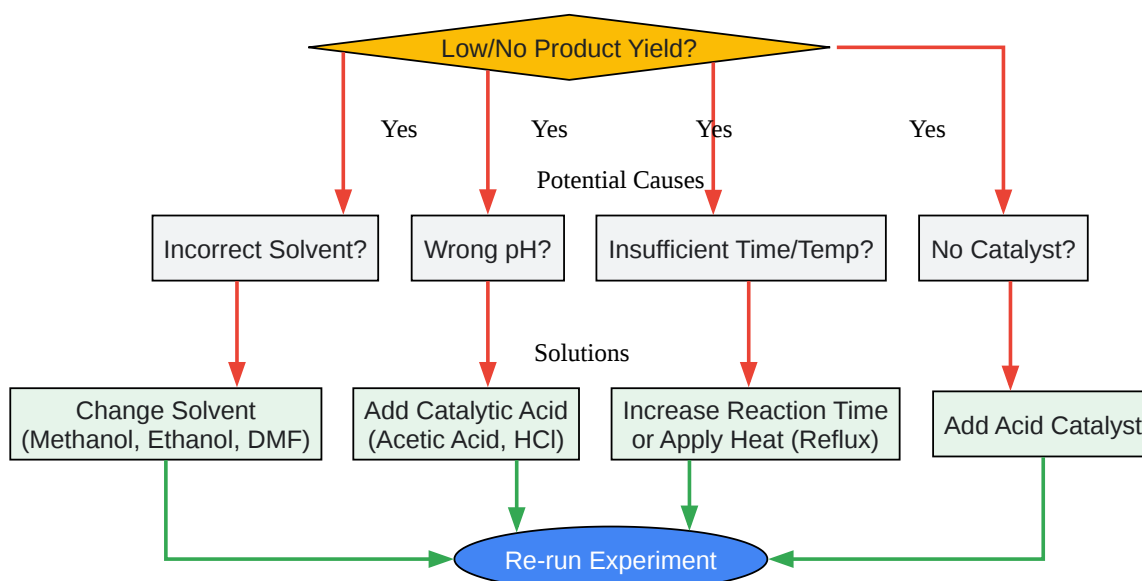 Low/No Product Yield?
Yes
Yes
Yes
Yes
Potential Causes
Incorrect Solvent?
Wrong pH?
Insufficient Time/Temp?
No Catalyst?
Solutions
Change Solvent
(Methanol, Ethanol, DMF)
Add Catalytic Acid
(Acetic Acid, HCl)
Increase Reaction Time
or Apply Heat (Reflux)
Add Acid Catalyst
Re-run Experiment